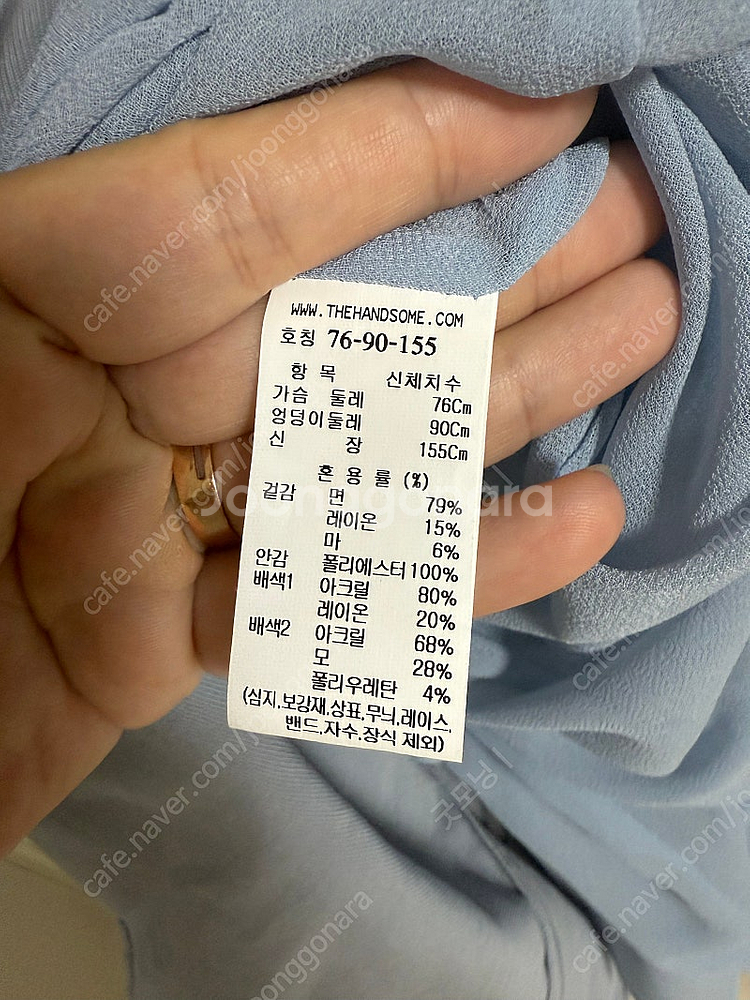 WWW.THEHANDSOME.COM
호칭 76-90-155
항 목 신체치수
가슴 둘레 76Cm
엉덩이둘레 90Cm
신 장 155Cm
혼 용 률 (%)
겉감 면 79%
레이온 15%
마 6%
안감 폴리에스터 100%
배색1 아크릴 80%
레이온 20%
배색2 아크릴 68%
모 28%
폴리우레탄 4%
(심지,보강재,상표,무늬,레이스,
밴드,자수,장식 제외)
Joonggonara
cafe.naver.com/joonggonara
굿모닝ㅣ